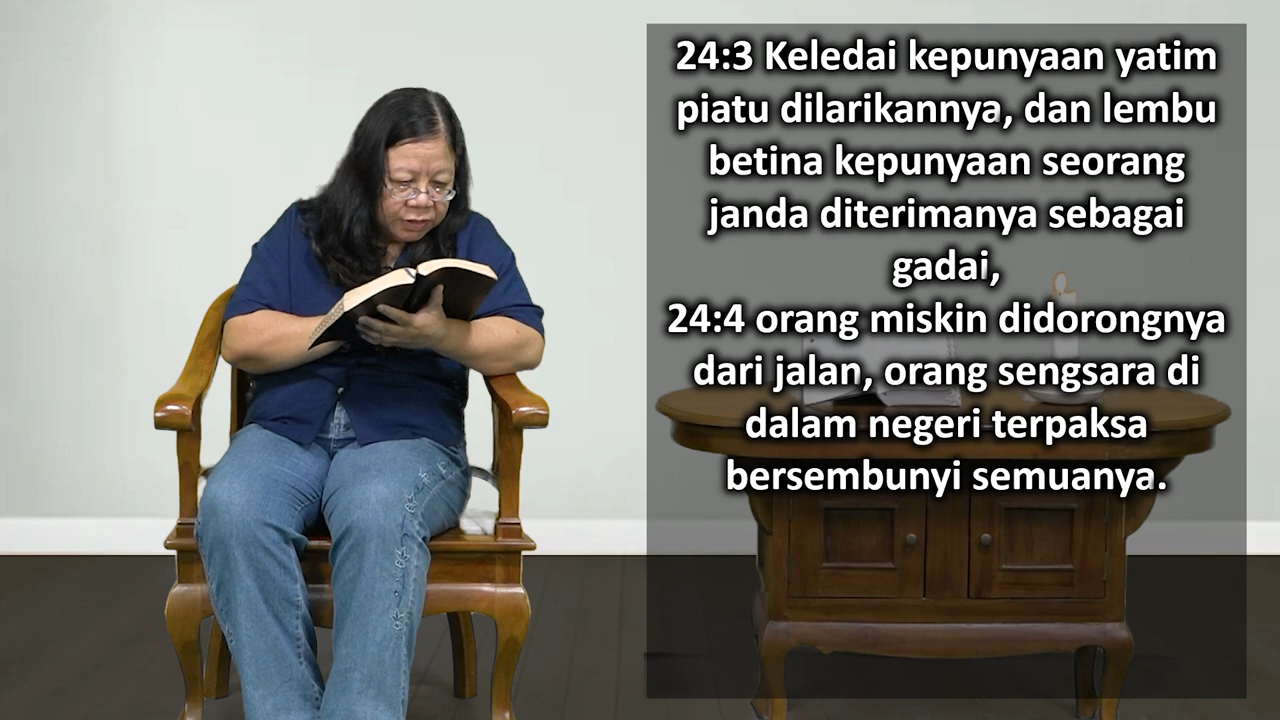 24:3 Keledai kepunyaan yatim
piatu dilarikannya, dan lembu
betina kepunyaan seorang
janda diterimanya sebagai
gadai,
24:4 orang miskin didorongnya
dari jalan, orang sengsara di
dalam negeri terpaksa
bersembunyi semuanya.